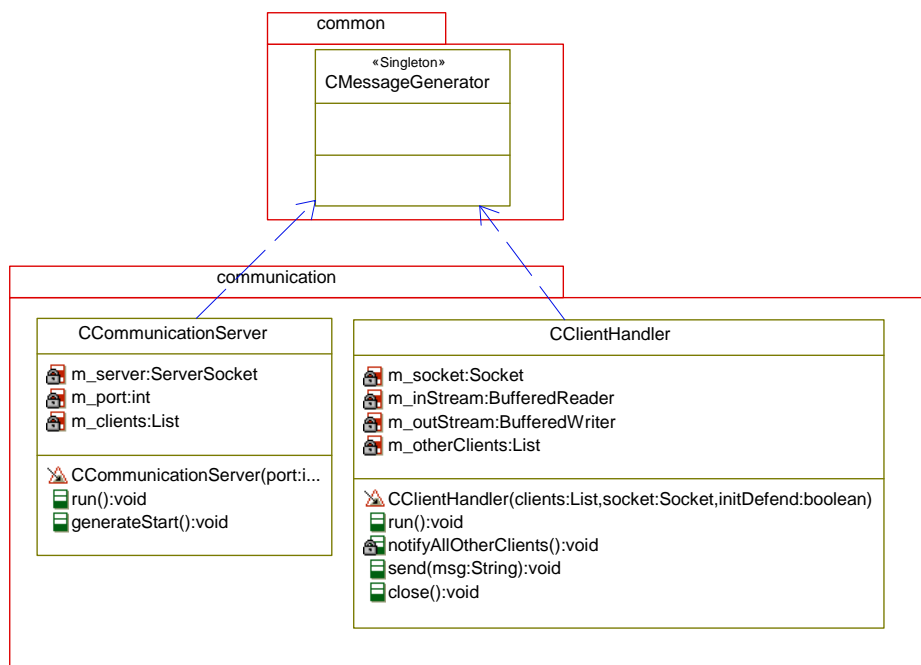 common
«Singleton»
CMessageGenerator
communication
CCommunicationServer
m_server:ServerSocket
m_port:int
m_clients:List
CCommunicationServer(port:i...
run():void
generateStart():void
CClientHandler
m_socket:Socket
m_inStream:BufferedReader
m_outStream:BufferedWriter
m_otherClients:List
CClientHandler(clients:List,socket:Socket,initDefend:boolean)
run():void
notifyAllOtherClients():void
send(msg:String):void
close():void